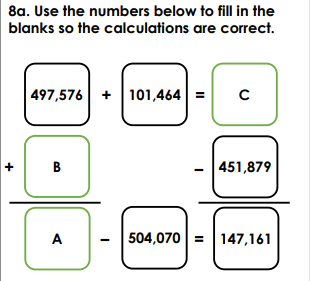 8a. Use the numbers below to fill in the
blanks so the calculations are correct.
497,576 + 101,464 = C
+ B - 451,879
A - 504,070 = 147,161